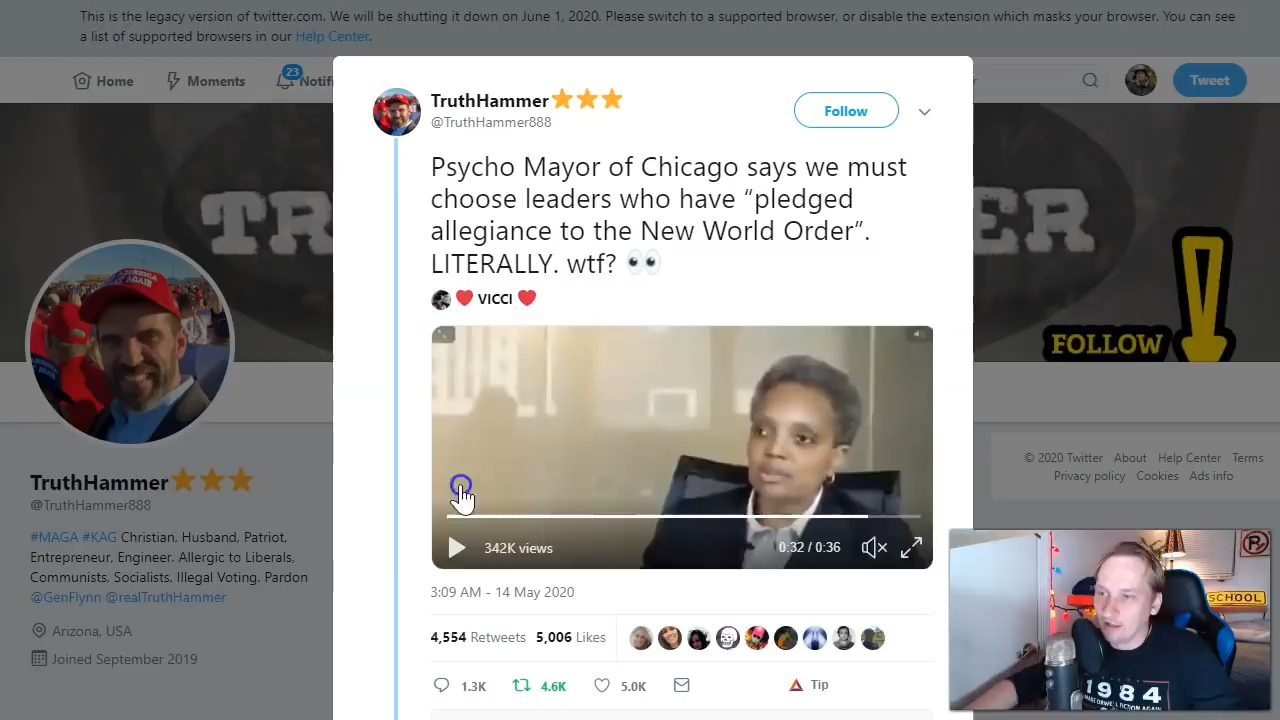 This is the legacy version of twitter.com. We will be shutting it down on June 1, 2020. Please switch to a supported browser, or disable the extension which masks your browser. You can see
a list of supported browsers in our Help Center.
Home
Moments
23
Notifi
Tweet
TruthHammer
@TruthHammer888
Follow
Psycho Mayor of Chicago says we must
choose leaders who have “pledged
allegiance to the New World Order”.
LITERALLY. wtf?
VICCI
342K views
0:32 / 0:36
3:09 AM - 14 May 2020
4,554 Retweets 5,006 Likes
1.3K
4.6K
5.0K
Tip
TR
ER
FOLLOW
TruthHammer
@TruthHammer888
#MAGA #KAG Christian, Husband, Patriot,
Entrepreneur, Engineer. Allergic to Liberals,
Communists, Socialists, Illegal Voting. Pardon
@GenFlynn @realTruthHammer
Arizona, USA
Joined September 2019
© 2020 Twitter About Help Center Terms
Privacy policy Cookies Ads info
P
SCHOOL
1984